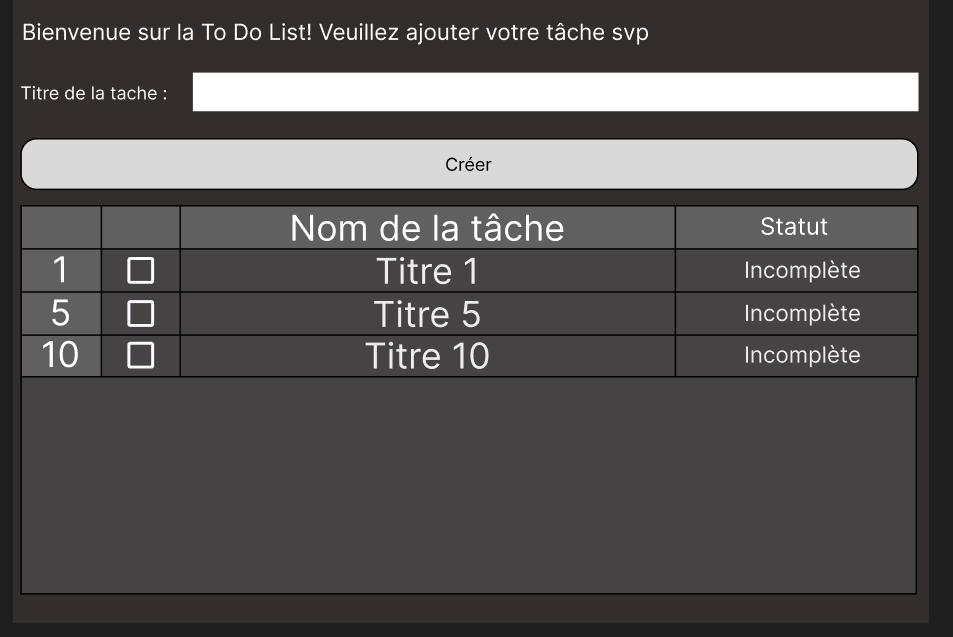 Bienvenue sur la To Do List! Veuillez ajouter votre tâche svp
Titre de la tache :
Créer
Nom de la tâche Statut
1 Titre 1 Incomplète
5 Titre 5 Incomplète
10 Titre 10 Incomplète